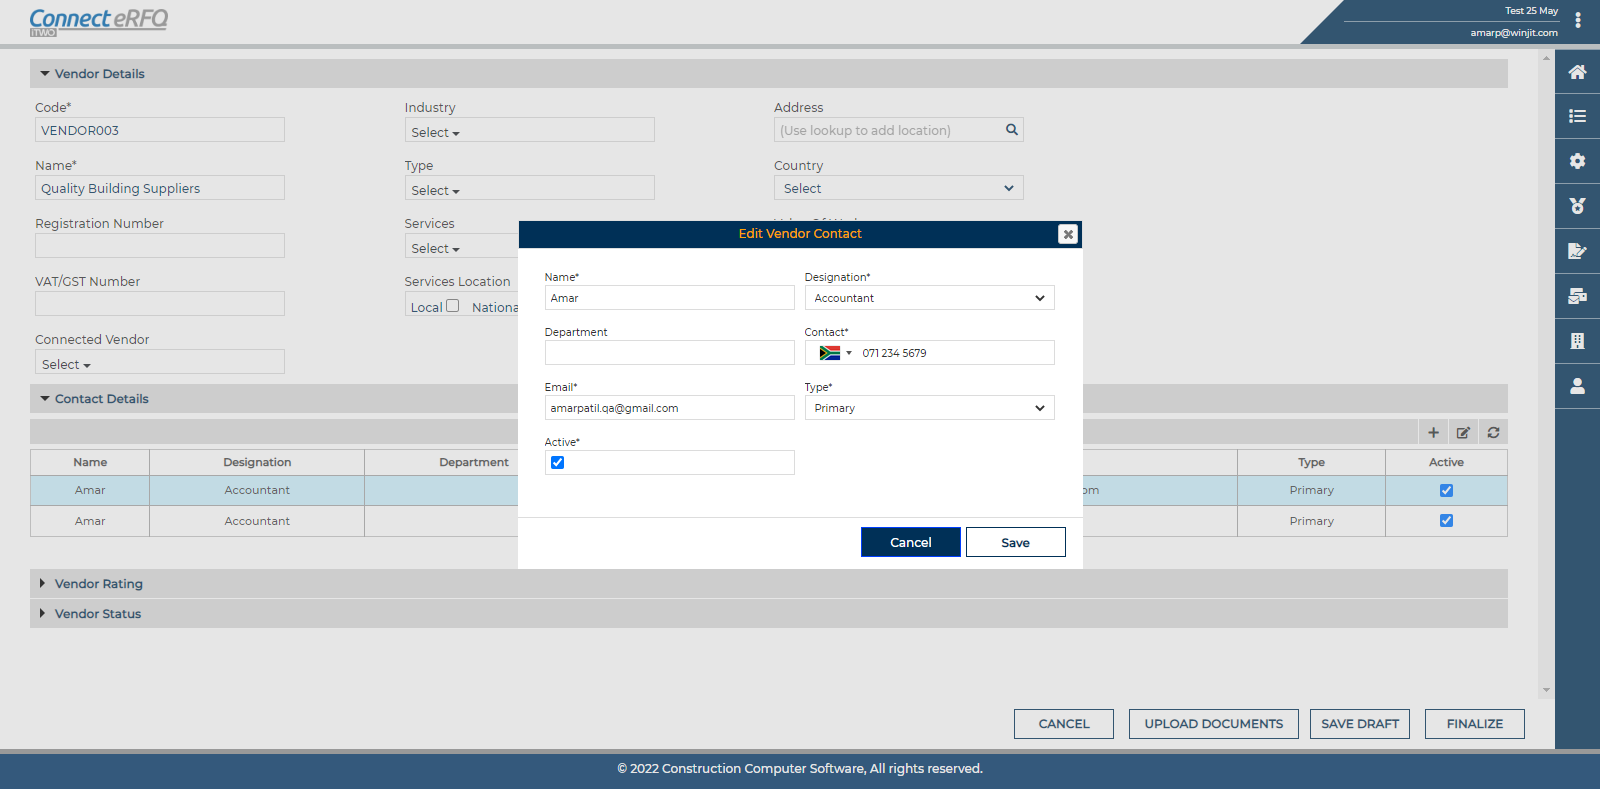 Connect eRFQ
iTWO
Test 25 May
amarp@winjit.com
Vendor Details
Code*
VENDOR003
Industry
Select
Address
(Use lookup to add location)
Name*
Quality Building Suppliers
Type
Select
Country
Select
Registration Number
Services
Select
VAT/GST Number
Services Location
Local
Nationa
Connected Vendor
Select
Edit Vendor Contact
Name*
Amar
Designation*
Accountant
Department
Contact*
071 234 5679
Email*
amarpatil.qa@gmail.com
Type*
Primary
Active*
Cancel
Save
Contact Details
Name Designation Department Type Active
Amar Accountant om Primary
Amar Accountant Primary
Vendor Rating
Vendor Status
CANCEL
UPLOAD DOCUMENTS
SAVE DRAFT
FINALIZE
© 2022 Construction Computer Software, All rights reserved.